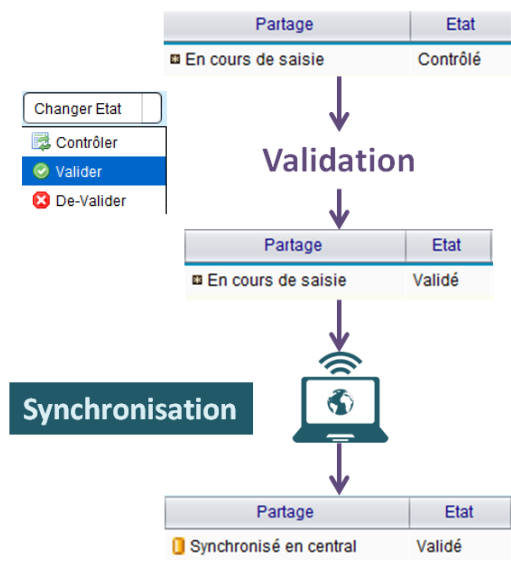 Partage Etat
En cours de saisie Contrôlé
Changer Etat
Contrôler
Valider
De-Valider
Validation
Partage Etat
En cours de saisie Validé
Synchronisation
Partage Etat
Synchronisé en central Validé